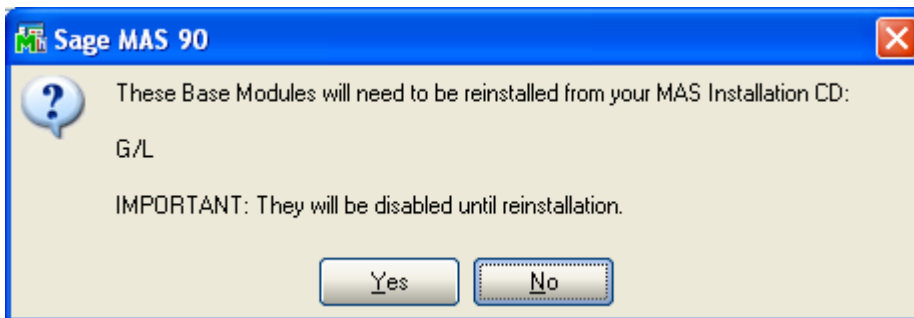 Sage MAS 90
These Base Modules will need to be reinstalled from your MAS Installation CD:
G/L
IMPORTANT: They will be disabled until reinstallation.
Yes
No